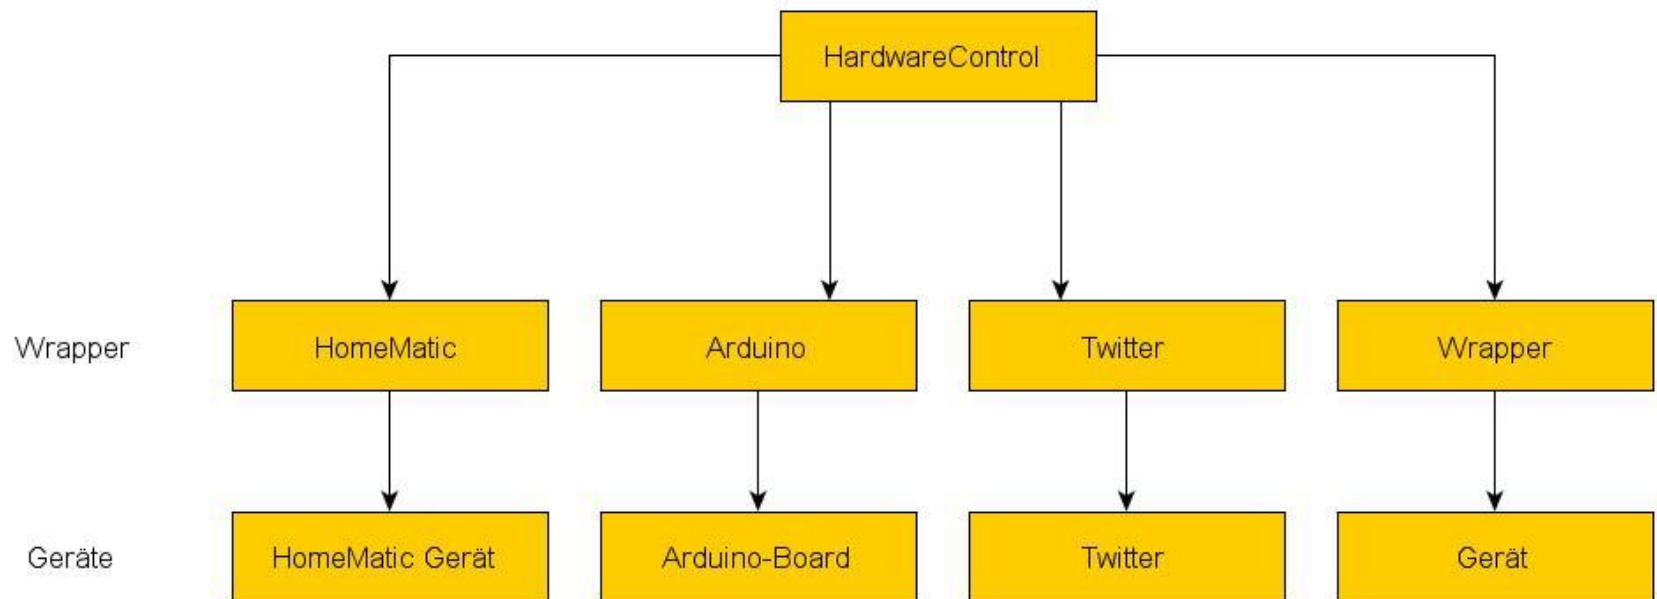 HardwareControl
Wrapper
HomeMatic
Arduino
Twitter
Wrapper
Geräte
HomeMatic Gerät
Arduino-Board
Twitter
Gerät